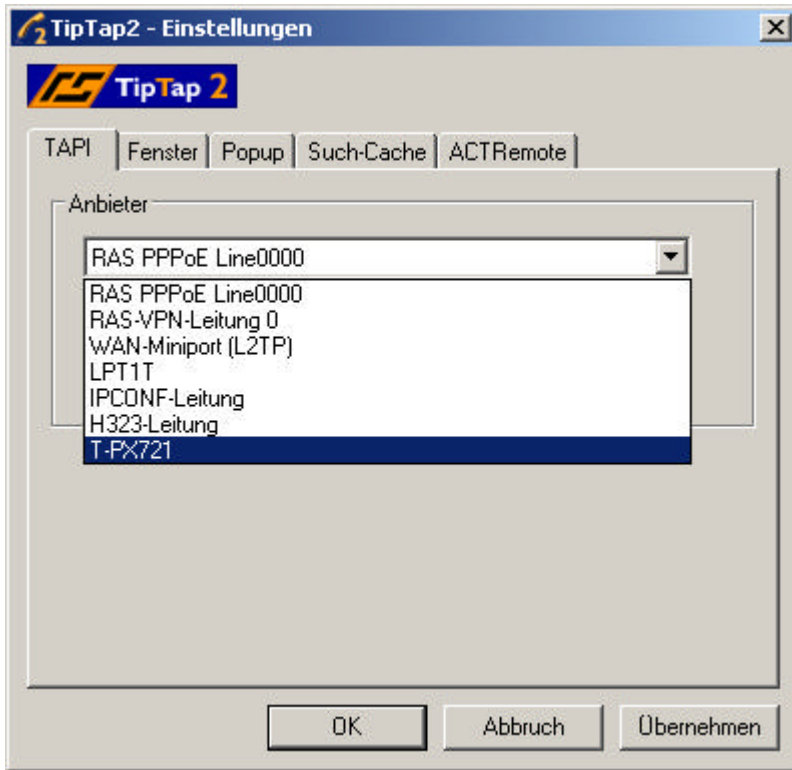 TipTap2 - Einstellungen
TipTap 2
TAPI Fenster Popup Such-Cache ACTRemote
Anbieter
RAS PPPoE Line0000
RAS PPPoE Line0000
RAS-VPN-Leitung 0
WAN-Miniport (L2TP)
LPT1T
IPCONF-Leitung
H323-Leitung
T-PX721
OK Abbruch Übernehmen